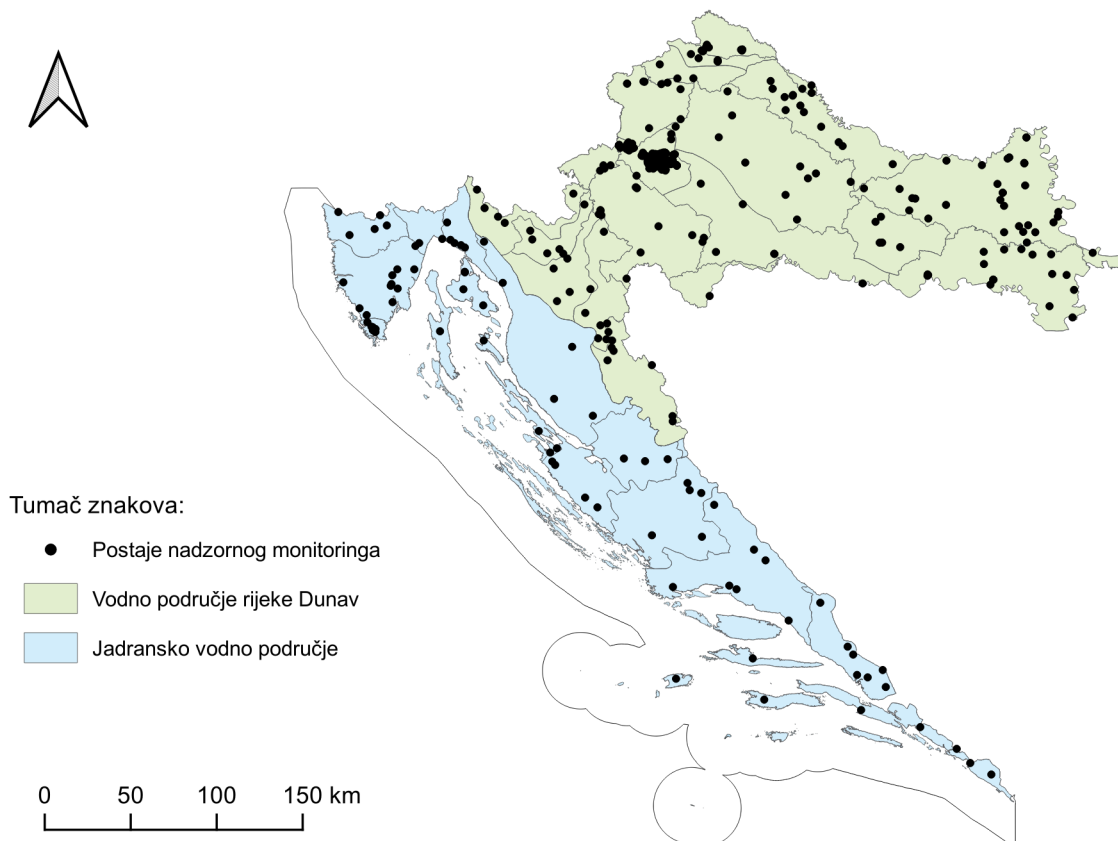 Tumač znakova:
Postaje nadzornog monitoringa
Vodno područje rijeke Dunav
Jadransko vodno područje
0 50 100 150 km